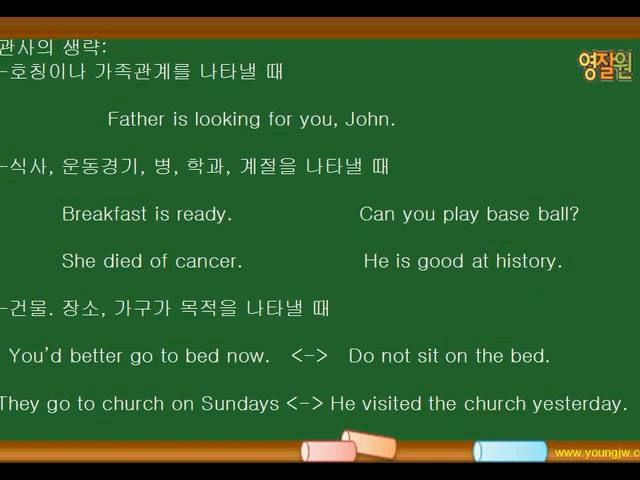 관사의 생략:
영잘원
-호칭이나 가족관계를 나타낼 때
Father is looking for you, John.
-식사, 운동경기, 병, 학과, 계절을 나타낼 때
Breakfast is ready. Can you play base ball?
She died of cancer. He is good at history.
-건물. 장소, 가구가 목적을 나타낼 때
You'd better go to bed now. <-> Do not sit on the bed.
They go to church on Sundays <-> He visited the church yesterday.
www.youngjw.c